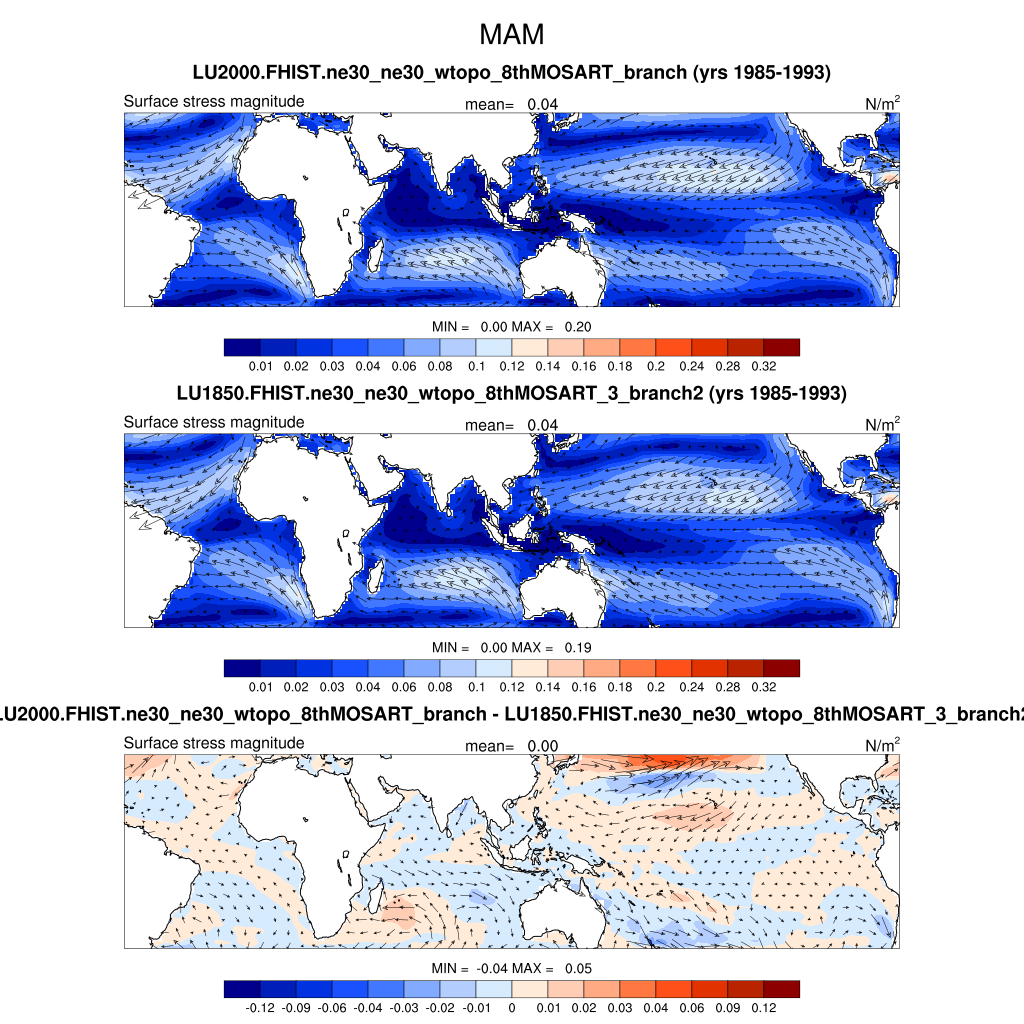 MAM
LU2000.FHIST.ne30_ne30_wtopo_8thMOSART_branch (yrs 1985-1993)
Surface stress magnitude mean= 0.04 N/m2
MIN = 0.00 MAX = 0.20
0.01 0.02 0.03 0.04 0.06 0.08 0.1 0.12 0.14 0.16 0.18 0.2 0.24 0.28 0.32
LU1850.FHIST.ne30_ne30_wtopo_8thMOSART_3_branch2 (yrs 1985-1993)
Surface stress magnitude mean= 0.04 N/m2
MIN = 0.00 MAX = 0.19
0.01 0.02 0.03 0.04 0.06 0.08 0.1 0.12 0.14 0.16 0.18 0.2 0.24 0.28 0.32
LU2000.FHIST.ne30_ne30_wtopo_8thMOSART_branch - LU1850.FHIST.ne30_ne30_wtopo_8thMOSART_3_branch2
Surface stress magnitude mean= 0.00 N/m2
MIN = -0.04 MAX = 0.05
-0.12 -0.09 -0.06 -0.04 -0.03 -0.02 -0.01 0 0.01 0.02 0.03 0.04 0.06 0.09 0.12